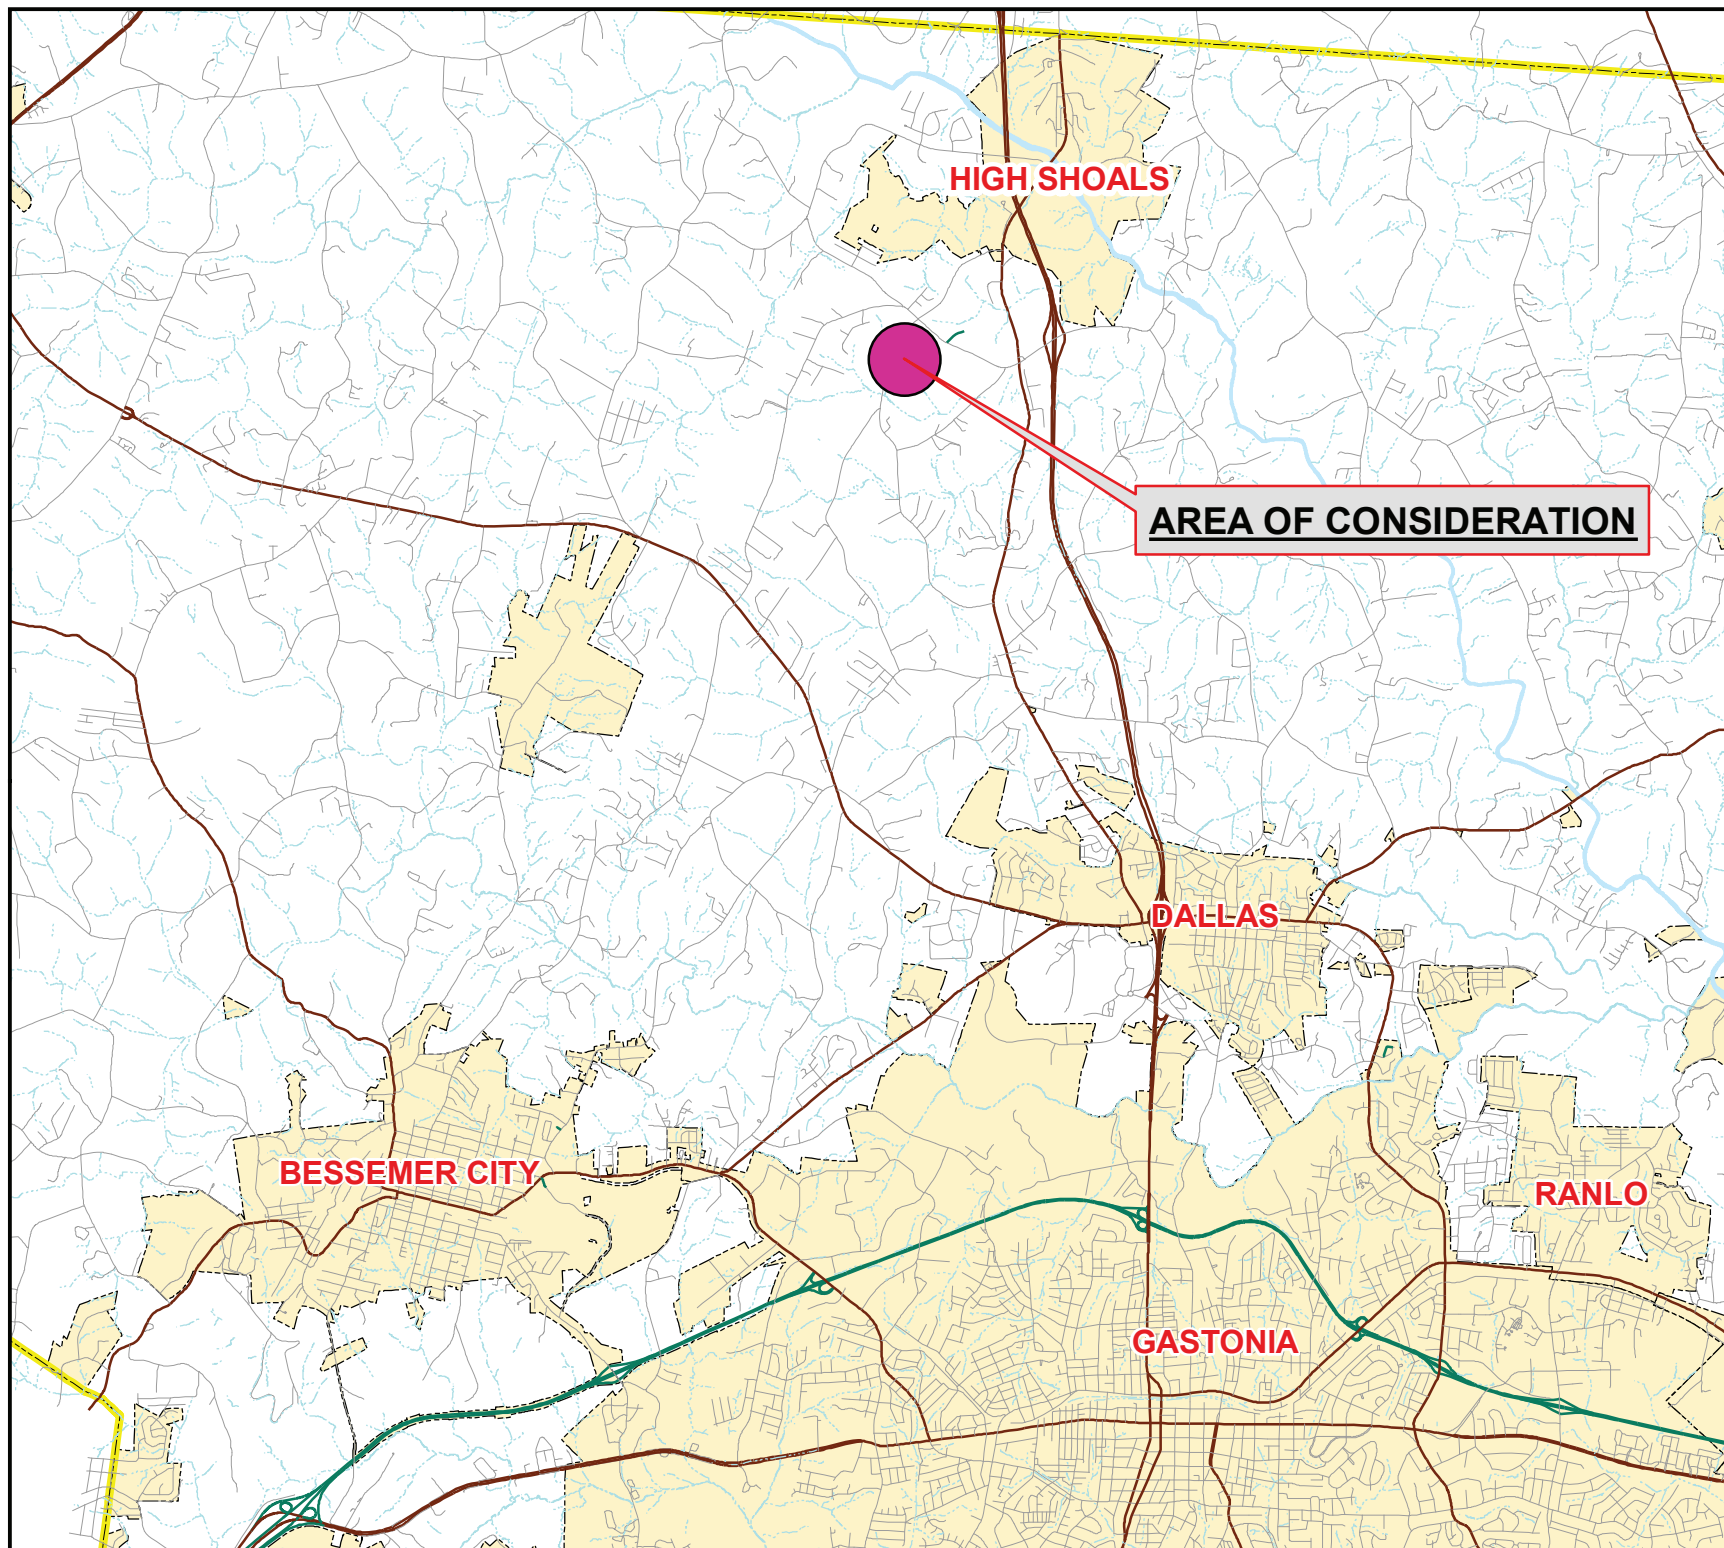 HIGH SHOALS
AREA OF CONSIDERATION
DALLAS
BESSEMER CITY
RANLO
GASTONIA